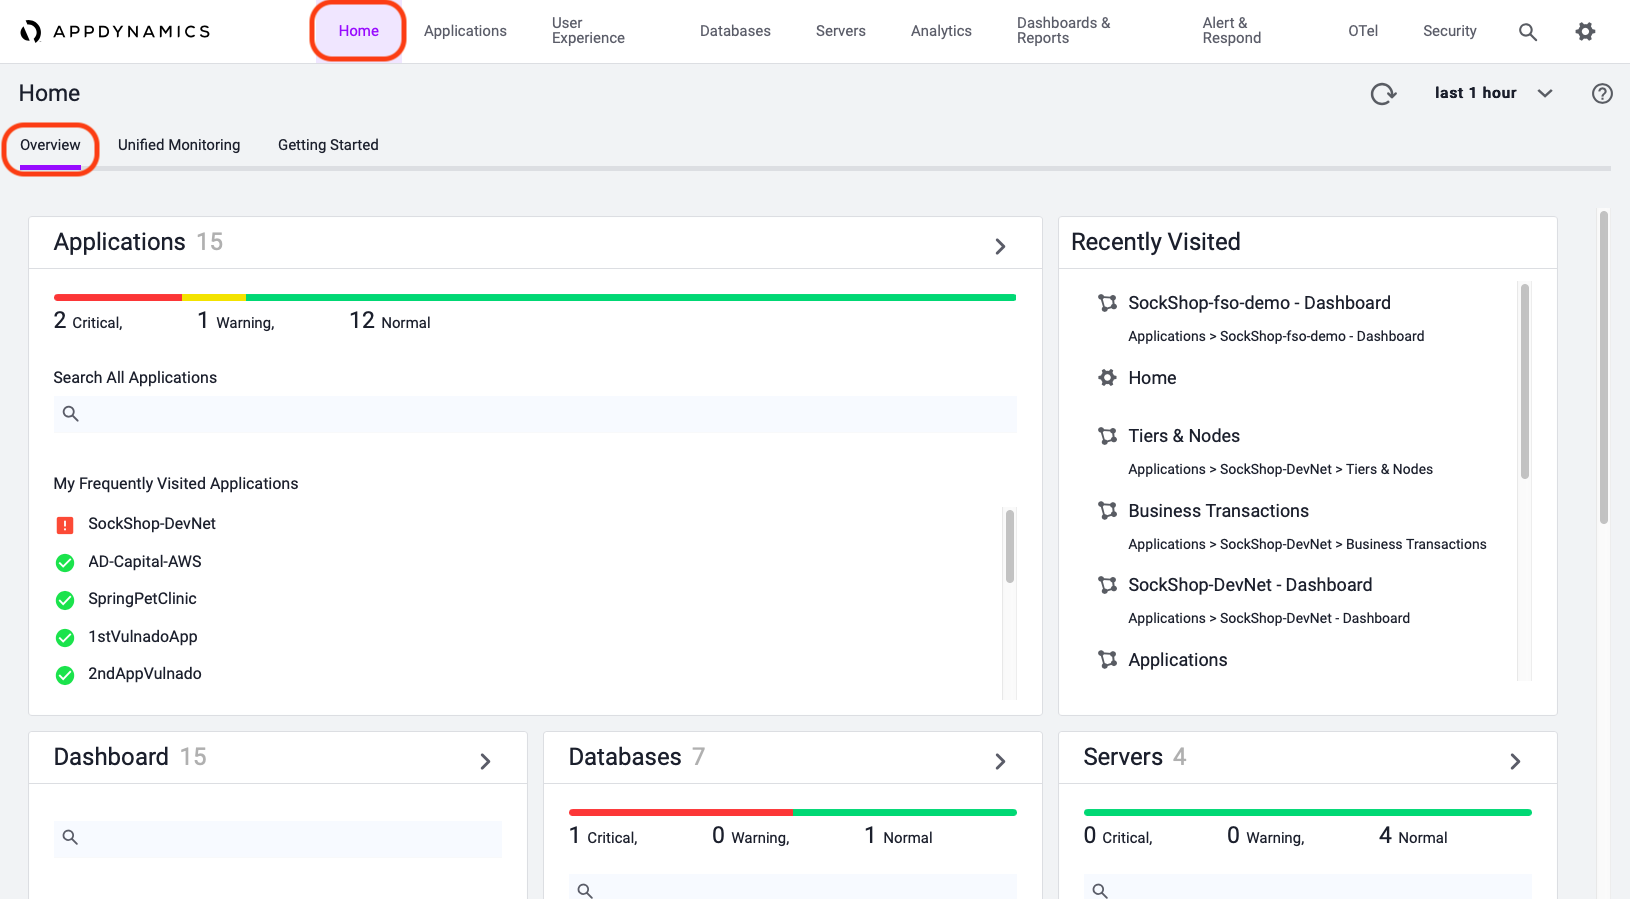 APPDYNAMICS
Home
Applications
User
Experience
Databases
Servers
Analytics
Dashboards &
Reports
Alert &
Respond
OTel
Security
Home
last 1 hour
Overview
Unified Monitoring
Getting Started
Applications 15
2 Critical, 1 Warning, 12 Normal
Search All Applications
My Frequently Visited Applications
SockShop-DevNet
AD-Capital-AWS
SpringPetClinic
1stVulnadoApp
2ndAppVulnado
Recently Visited
SockShop-fso-demo - Dashboard
Applications > SockShop-fso-demo - Dashboard
Home
Tiers & Nodes
Applications > SockShop-DevNet > Tiers & Nodes
Business Transactions
Applications > SockShop-DevNet > Business Transactions
SockShop-DevNet - Dashboard
Applications > SockShop-DevNet - Dashboard
Applications
Dashboard 15
Databases 7
1 Critical, 0 Warning, 1 Normal
Servers 4
0 Critical, 0 Warning, 4 Normal